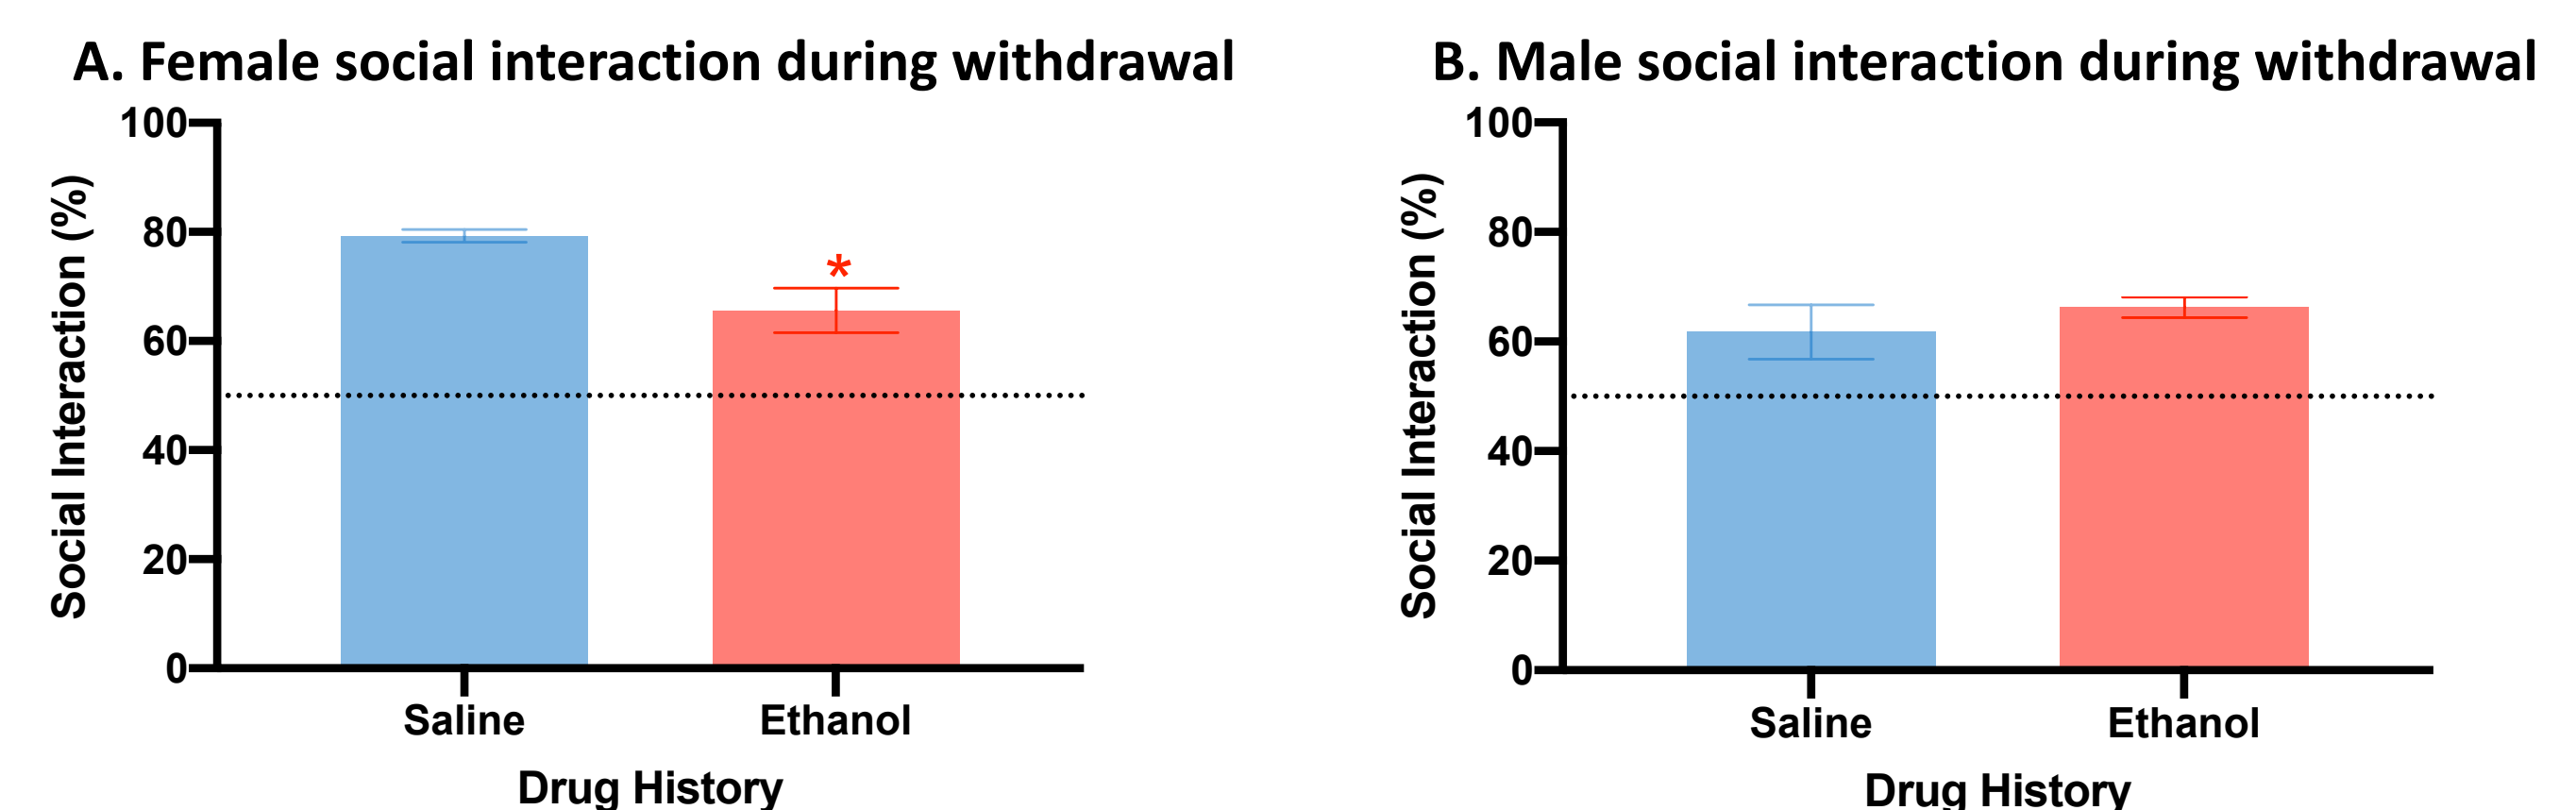 A. Female social interaction during withdrawal
100
80
60
40
20
0
Social Interaction (%)
*
Saline
Ethanol
Drug History
B. Male social interaction during withdrawal
100
80
60
40
20
0
Social Interaction (%)
Saline
Ethanol
Drug History